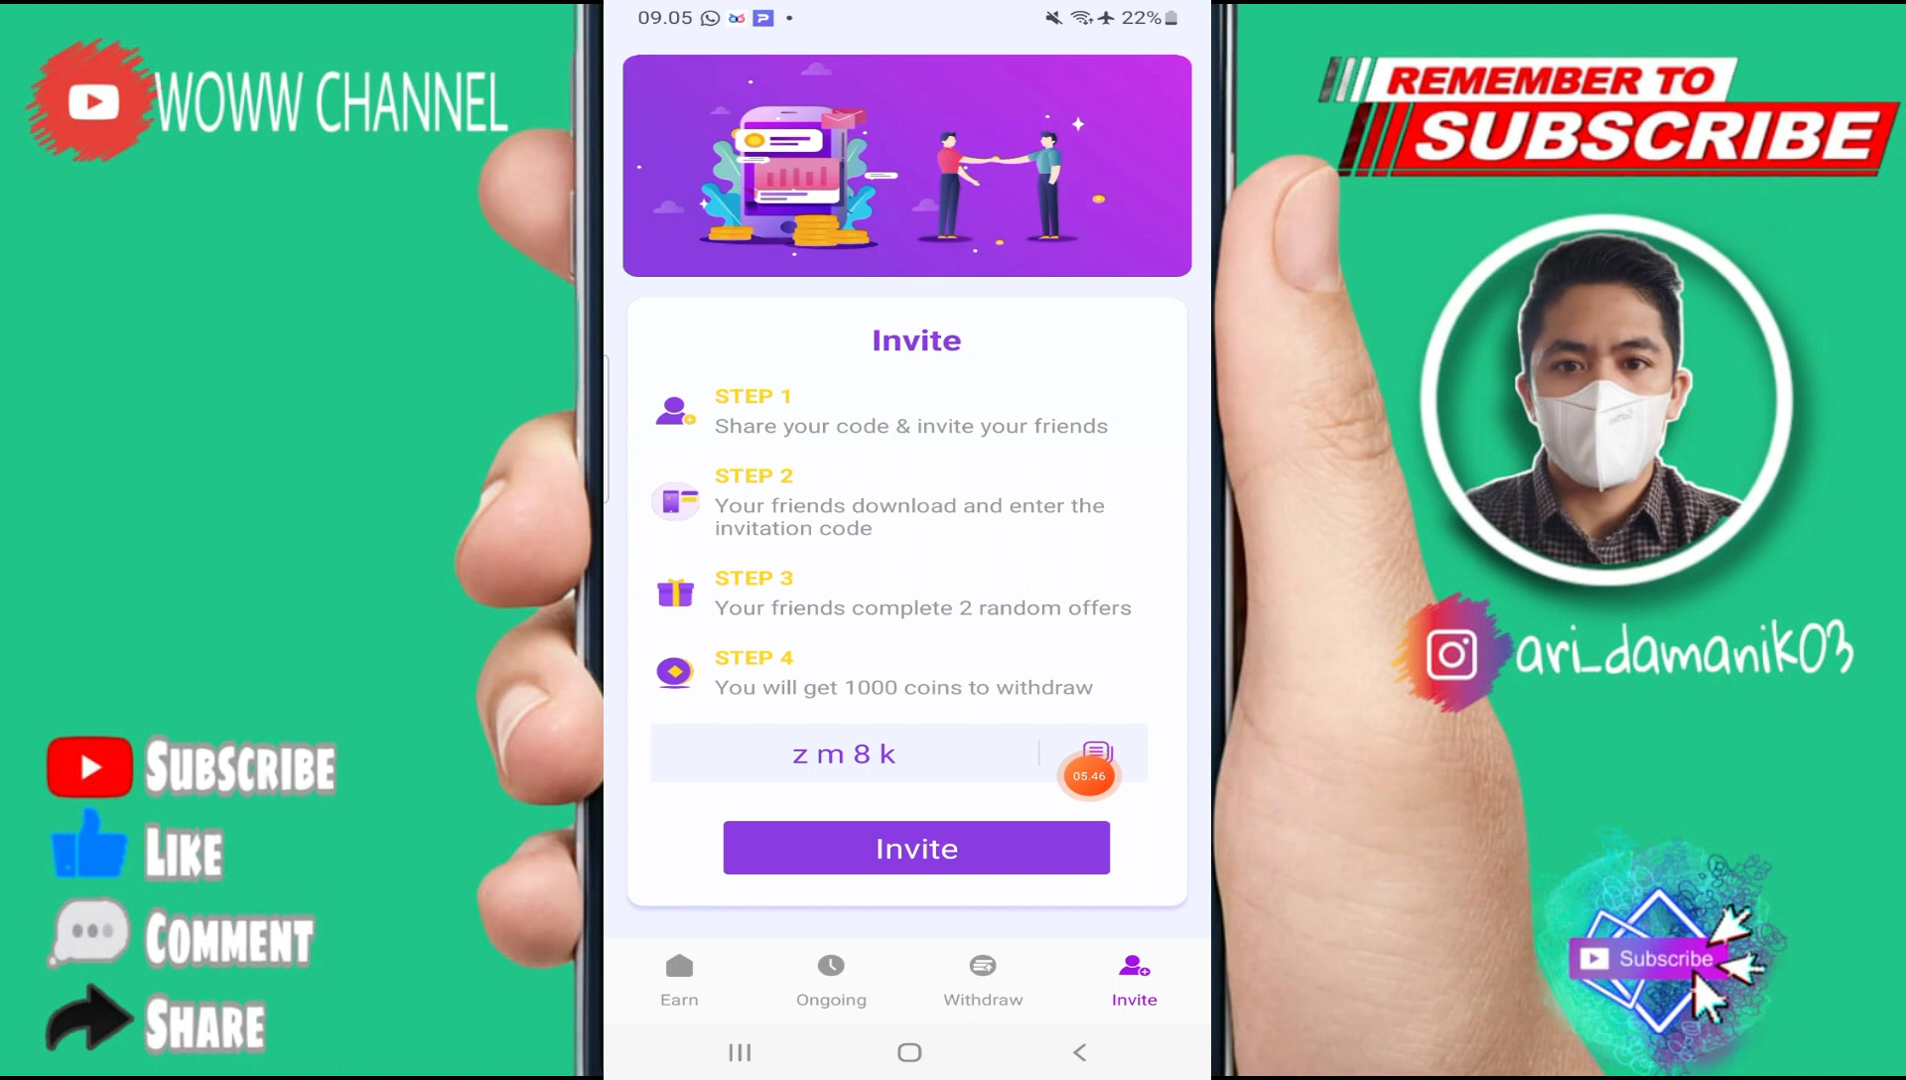 WOWW CHANNEL
09.05
22%
REMEMBER TO
SUBSCRIBE
Invite
STEP 1
Share your code & invite your friends
STEP 2
Your friends download and enter the
invitation code
STEP 3
Your friends complete 2 random offers
STEP 4
You will get 1000 coins to withdraw
zm8k
05.46
Invite
Earn
Ongoing
Withdraw
Invite
SUBSCRIBE
LIKE
COMMENT
SHARE
ari_damanik03
Subscribe